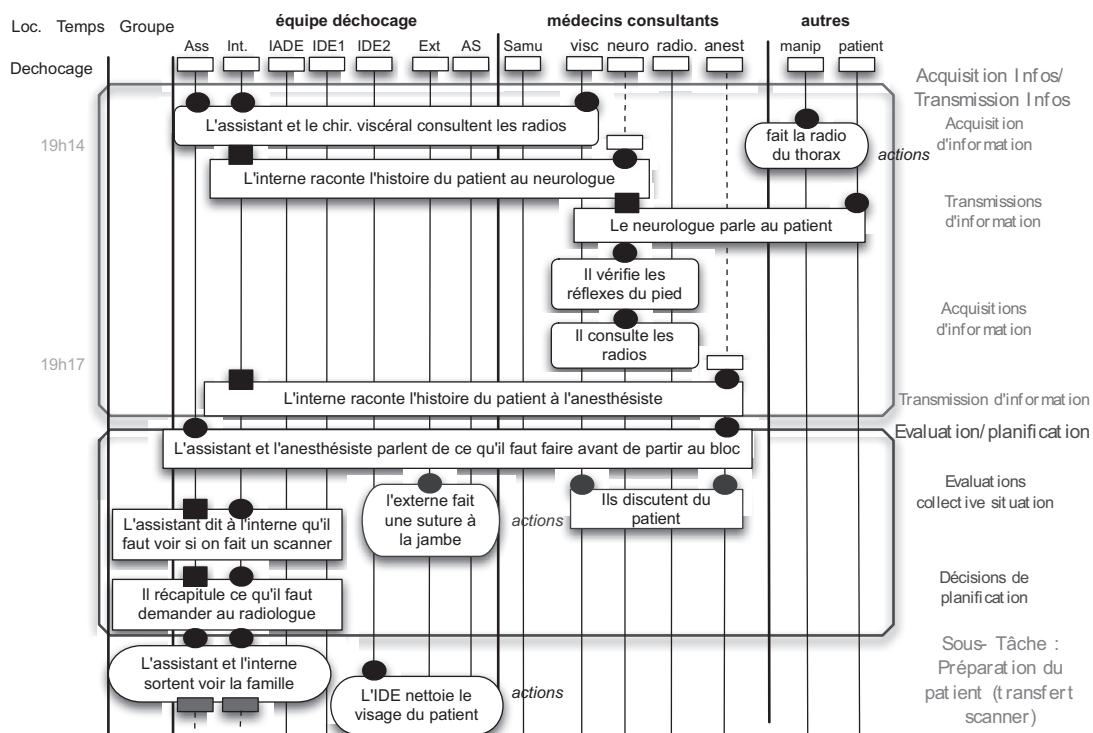 équipe déchocage médecins consultants autres
Loc. Temps Groupe
Ass Int. IADE IDE1 IDE2 Ext AS Samu visc neuro radio. anest manip patient
Dechocage
Acquisition Infos/
Transmission Infos
Acquisition
d'information
L'assistant et le chir. viscéral consultent les radios
fait la radio
du thorax
actions
19h14
L'interne raconte l'histoire du patient au neurologue
Transmissions
d'information
Le neurologue parle au patient
Il vérifie les
réflexes du pied
Acquisitions
d'information
Il consulte les
radios
19h17
L'interne raconte l'histoire du patient à l'anesthésiste
Transmission d'information
Evaluation/planification
L'assistant et l'anesthésiste parlent de ce qu'il faut faire avant de partir au bloc
Evaluations
collective situation
l'externe fait
une suture à
la jambe
actions
Ils discutent du
patient
L'assistant dit à l'interne qu'il
faut voir si on fait un scanner
Décisions de
planification
Il récapitule ce qu'il faut
demander au radiologue
Sous- Tâche :
Préparation du
patient (transfert
scanner)
L'assistant et l'interne
sortent voir la famille
L'IDE nettoie le
visage du patient
actions